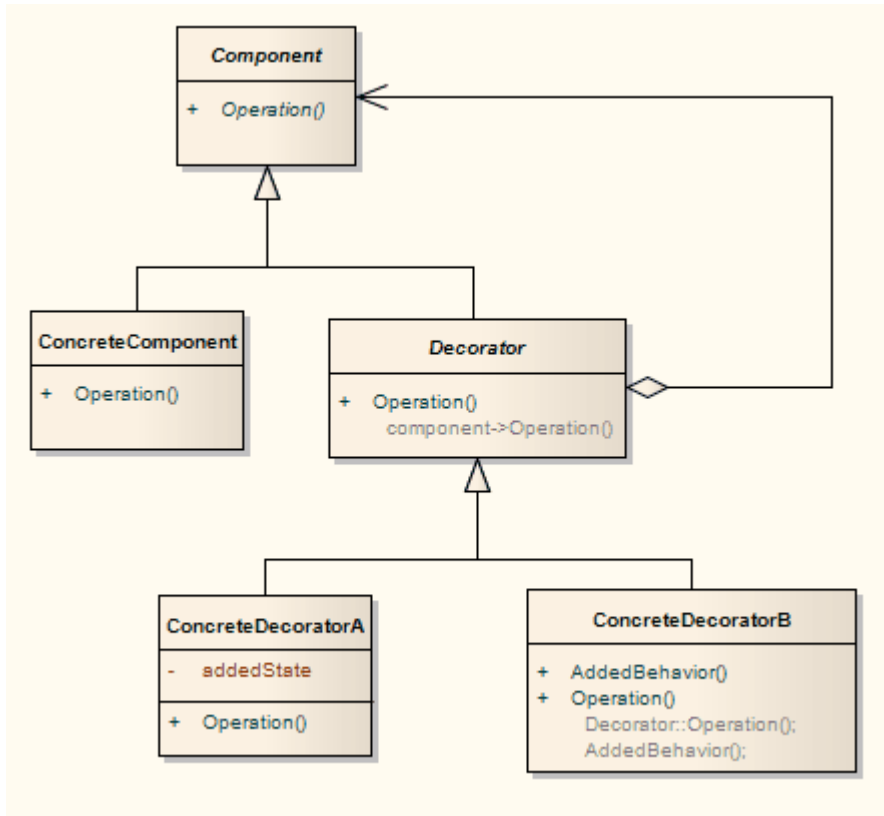 Component
+ Operation()
ConcreteComponent
+ Operation()
Decorator
+ Operation()
component->Operation()
ConcreteDecoratorA
- addedState
+ Operation()
ConcreteDecoratorB
+ AddedBehavior()
+ Operation()
Decorator::Operation();
AddedBehavior();